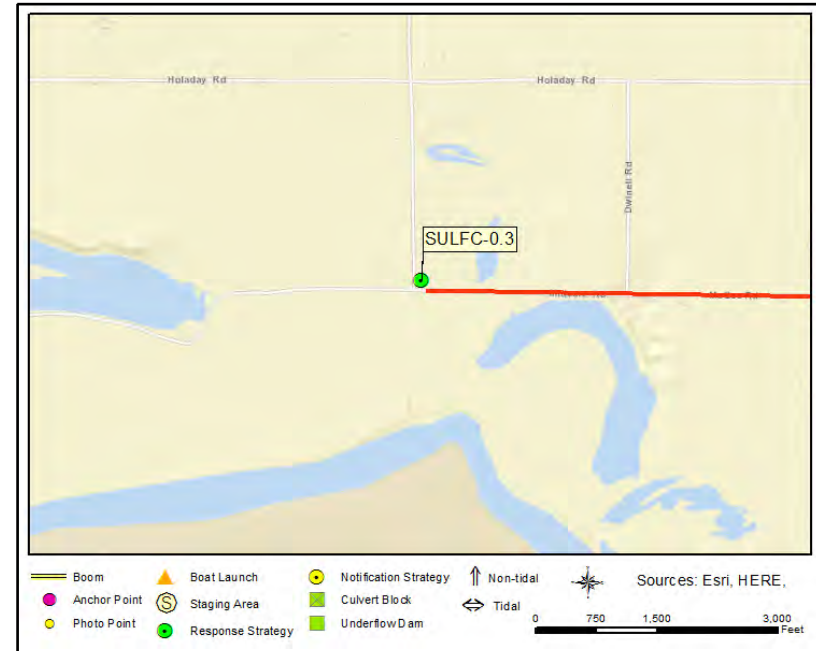 Holaday Rd
Holaday Rd
Dwinell Rd
SULFC-0.3
Boom
Anchor Point
Photo Point
Boat Launch
S
Staging Area
Response Strategy
Notification Strategy
Culvert Block
Underflow Dam
Non-tidal
Tidal
Sources: Esri, HERE,
0 750 1,500 3,000
Feet